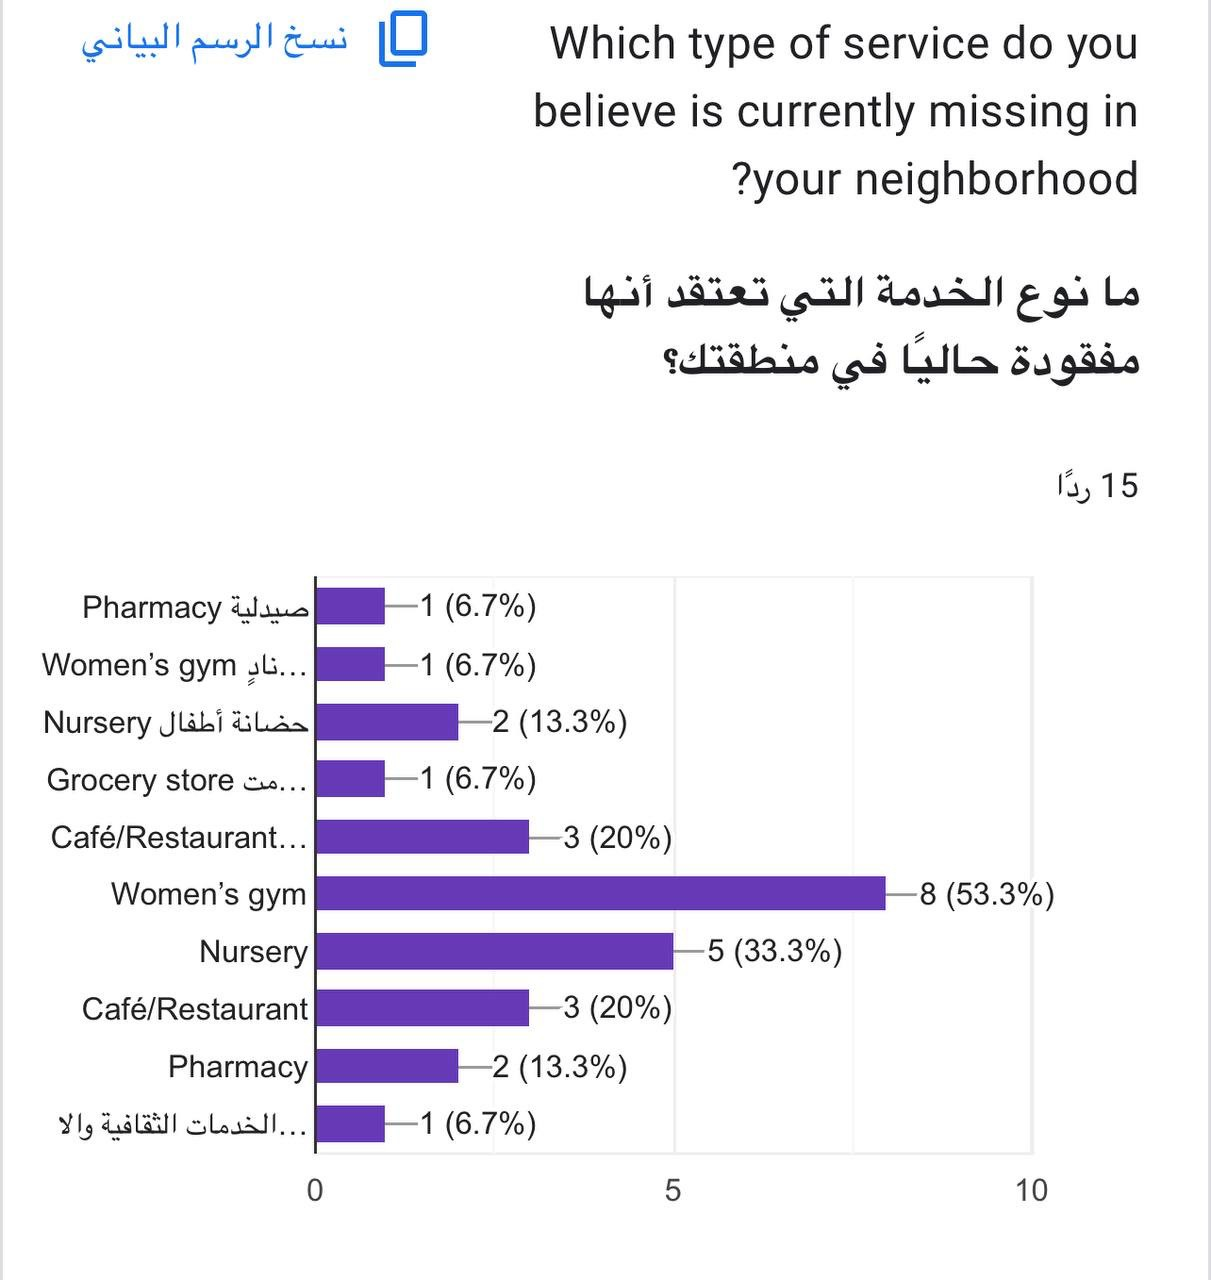 نسخ الرسم البياني
Which type of service do you
believe is currently missing in
?your neighborhood
ما نوع الخدمة التي تعتقد أنها
مفقودة حاليًا في منطقتك؟
15 ردًا
Pharmacy صيدلية 1 (6.7%)
Women’s gym نادٍ… 1 (6.7%)
Nursery حضانة أطفال 2 (13.3%)
Grocery store مت… 1 (6.7%)
Café/Restaurant… 3 (20%)
Women’s gym 8 (53.3%)
Nursery 5 (33.3%)
Café/Restaurant 3 (20%)
Pharmacy 2 (13.3%)
الخدمات الثقافية والا… 1 (6.7%)
0 5 10